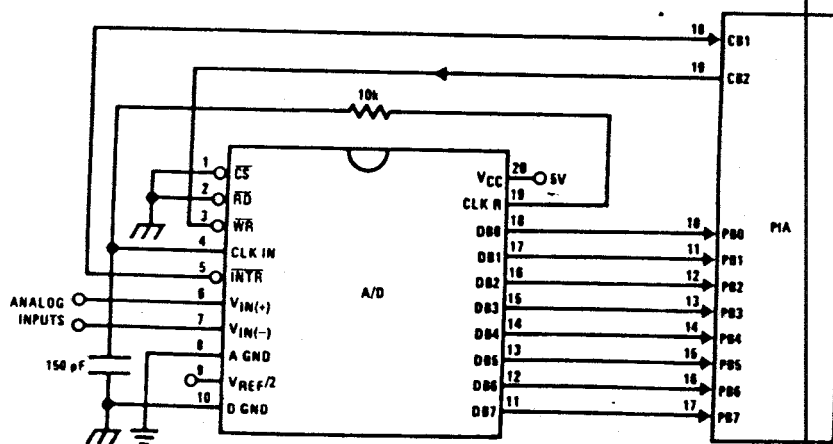 18 CB1
19 CB2
10k
1 CS
2 RD
3 WR
4 CLK IN
5 INTR
6 VIN(+)
7 VIN(−)
8 A GND
9 VREF/2
10 D GND
ANALOG
INPUTS
150 pF
A/D
VCC 20 5V
CLK R 19
DB0 18
DB1 17
DB2 16
DB3 15
DB4 14
DB5 13
DB6 12
DB7 11
10 PB0
11 PB1
12 PB2
13 PB3
14 PB4
15 PB5
16 PB6
17 PB7
PIA